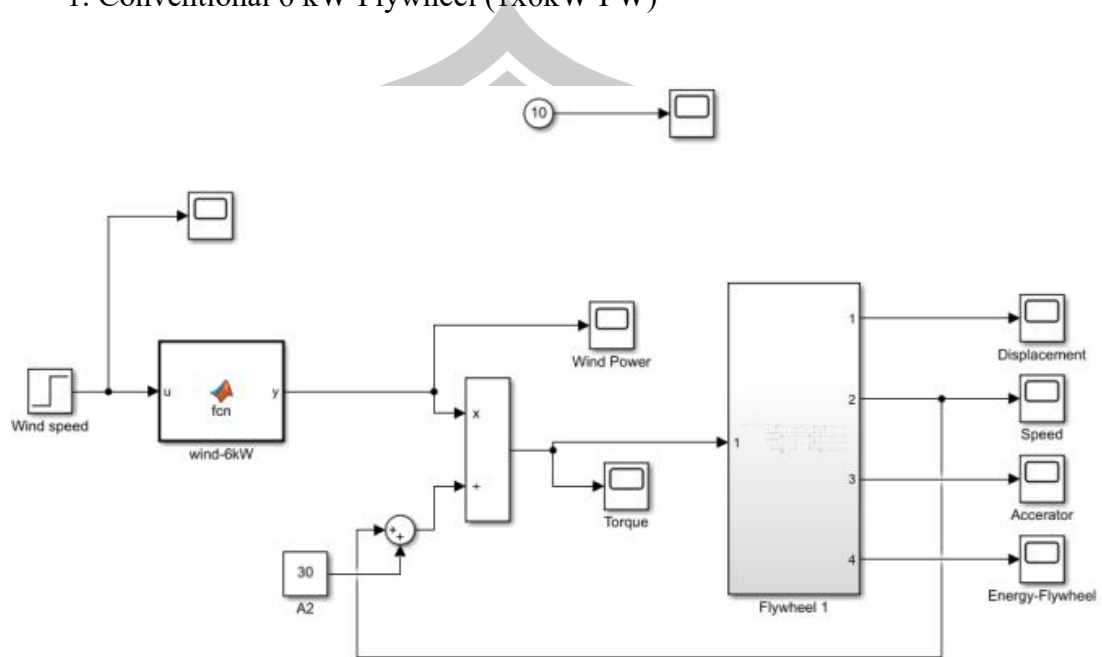 1. Conventional 6 kW Flywheel (1x6kW FW)
10
Wind speed
u
fcn
y
wind-6kW
Wind Power
x
÷
Torque
+
+
30
A2
1
1
2
3
4
Flywheel 1
Displacement
Speed
Accerator
Energy-Flywheel